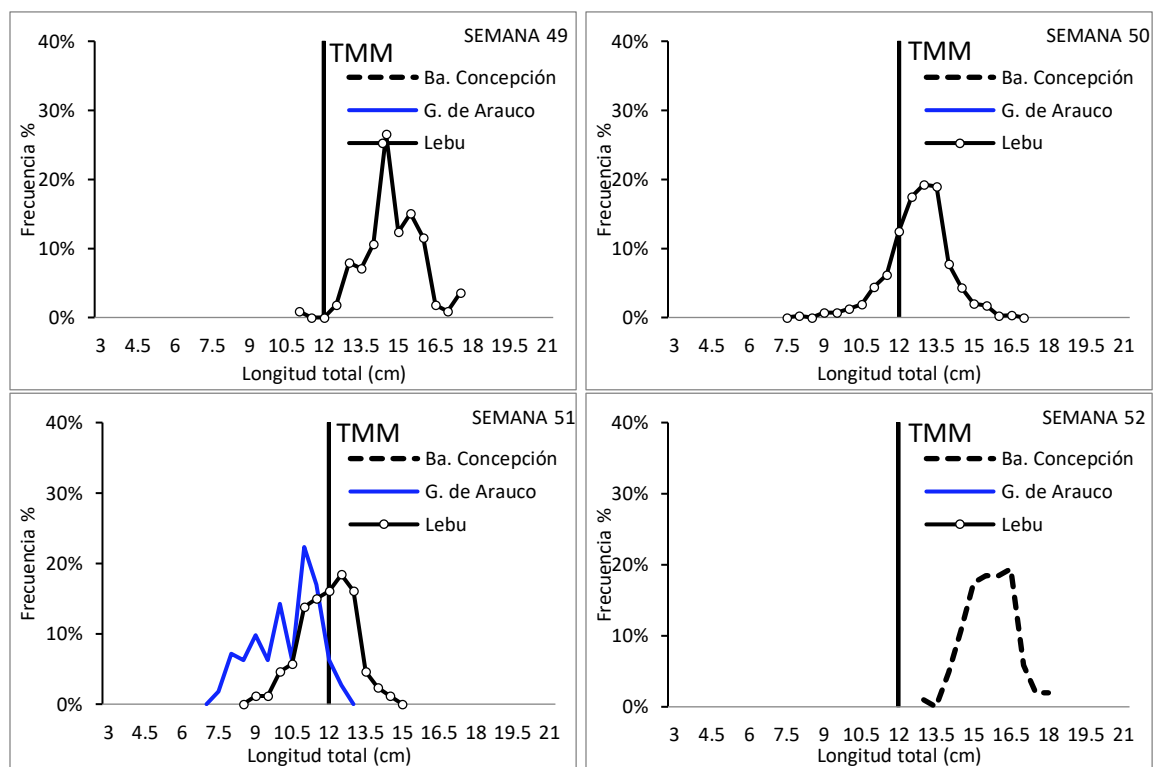 SEMANA 49
TMM
40%
30%
20%
10%
0%
Frecuencia %
Ba. Concepción
G. de Arauco
Lebu
3 4.5 6 7.5 9 10.5 12 13.5 15 16.5 18 19.5 21
Longitud total (cm)
SEMANA 50
TMM
40%
30%
20%
10%
0%
Frecuencia %
Ba. Concepción
G. de Arauco
Lebu
3 4.5 6 7.5 9 10.5 12 13.5 15 16.5 18 19.5 21
Longitud total (cm)
SEMANA 51
TMM
40%
30%
20%
10%
0%
Frecuencia %
Ba. Concepción
G. de Arauco
Lebu
3 4.5 6 7.5 9 10.5 12 13.5 15 16.5 18 19.5 21
Longitud total (cm)
SEMANA 52
TMM
40%
30%
20%
10%
0%
Frecuencia %
Ba. Concepción
G. de Arauco
Lebu
3 4.5 6 7.5 9 10.5 12 13.5 15 16.5 18 19.5 21
Longitud total (cm)